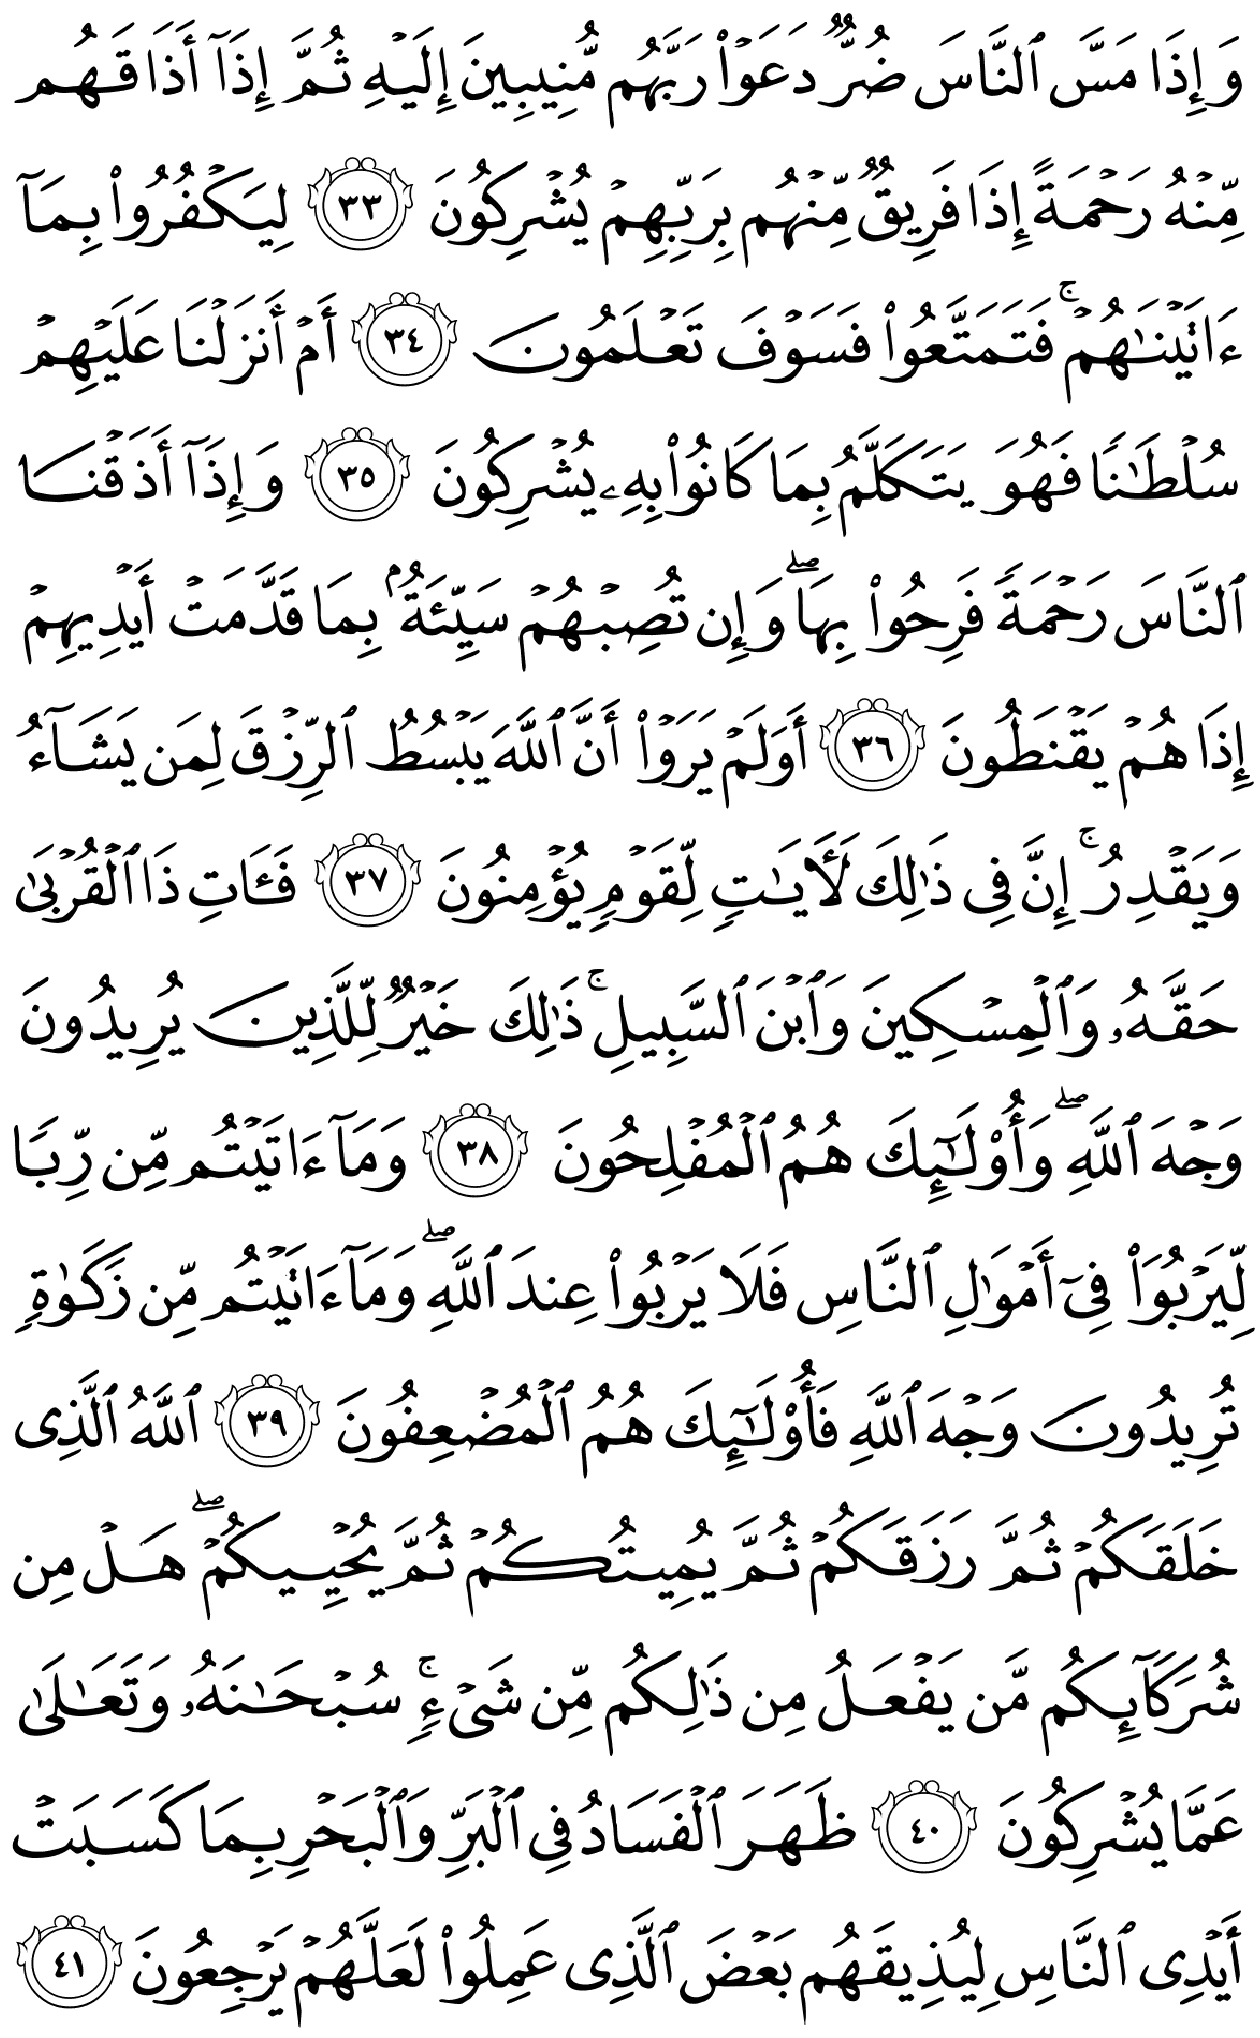 وَإِذَا مَسَّ ٱلنَّاسَ ضُرٌّ دَعَوْا۟ رَبَّهُم مُّنِيبِينَ إِلَيْهِ ثُمَّ إِذَآ أَذَاقَهُم
مِّنْهُ رَحْمَةً إِذَا فَرِيقٌ مِّنْهُم بِرَبِّهِمْ يُشْرِكُونَ ٣٣ لِيَكْفُرُوا۟ بِمَآ
ءَاتَيْنَـٰهُمْ ۚ فَتَمَتَّعُوا۟ فَسَوْفَ تَعْلَمُونَ ٣٤ أَمْ أَنزَلْنَا عَلَيْهِمْ
سُلْطَـٰنًا فَهُوَ يَتَكَلَّمُ بِمَا كَانُوا۟ بِهِۦ يُشْرِكُونَ ٣٥ وَإِذَآ أَذَقْنَا
ٱلنَّاسَ رَحْمَةً فَرِحُوا۟ بِهَا ۖ وَإِن تُصِبْهُمْ سَيِّئَةٌۢ بِمَا قَدَّمَتْ أَيْدِيهِمْ
إِذَا هُمْ يَقْنَطُونَ ٣٦ أَوَلَمْ يَرَوْا۟ أَنَّ ٱللَّهَ يَبْسُطُ ٱلرِّزْقَ لِمَن يَشَآءُ
وَيَقْدِرُ ۚ إِنَّ فِى ذَٰلِكَ لَـَٔايَـٰتٍ لِّقَوْمٍ يُؤْمِنُونَ ٣٧ فَـَٔاتِ ذَا ٱلْقُرْبَىٰ
حَقَّهُۥ وَٱلْمِسْكِينَ وَٱبْنَ ٱلسَّبِيلِ ۚ ذَٰلِكَ خَيْرٌ لِّلَّذِينَ يُرِيدُونَ
وَجْهَ ٱللَّهِ ۖ وَأُو۟لَـٰٓئِكَ هُمُ ٱلْمُفْلِحُونَ ٣٨ وَمَآ ءَاتَيْتُم مِّن رِّبًا
لِّيَرْبُوَا۟ فِىٓ أَمْوَٰلِ ٱلنَّاسِ فَلَا يَرْبُوا۟ عِندَ ٱللَّهِ ۖ وَمَآ ءَاتَيْتُم مِّن زَكَوٰةٍ
تُرِيدُونَ وَجْهَ ٱللَّهِ فَأُو۟لَـٰٓئِكَ هُمُ ٱلْمُضْعِفُونَ ٣٩ ٱللَّهُ ٱلَّذِى
خَلَقَكُمْ ثُمَّ رَزَقَكُمْ ثُمَّ يُمِيتُكُمْ ثُمَّ يُحْيِيكُمْ ۖ هَلْ مِن
شُرَكَآئِكُم مَّن يَفْعَلُ مِن ذَٰلِكُم مِّن شَىْءٍ ۚ سُبْحَـٰنَهُۥ وَتَعَـٰلَىٰ
عَمَّا يُشْرِكُونَ ٤٠ ظَهَرَ ٱلْفَسَادُ فِى ٱلْبَرِّ وَٱلْبَحْرِ بِمَا كَسَبَتْ
أَيْدِى ٱلنَّاسِ لِيُذِيقَهُم بَعْضَ ٱلَّذِى عَمِلُوا۟ لَعَلَّهُمْ يَرْجِعُونَ ٤١